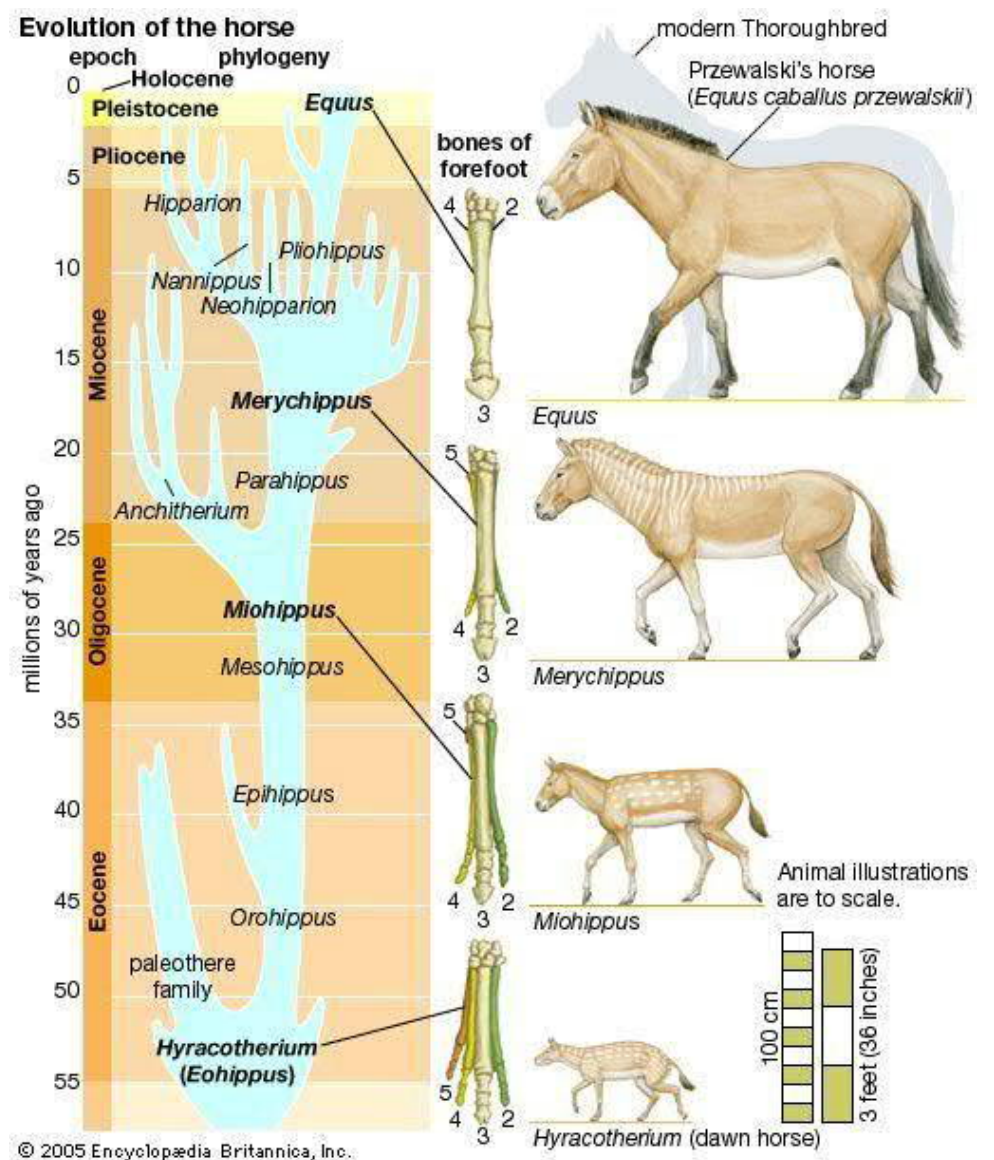 Evolution of the horse
epoch phylogeny
Holocene
0
Pleistocene
Pliocene
5
10
Miocene
15
20
25
Oligocene
30
35
40
Eocene
45
50
55
millions of years ago
Equus
Hipparion
Pliohippus
Nannippus
Neohipparion
Merychippus
Parahippus
Anchitherium
Miohippus
Mesohippus
Epihippus
Orohippus
paleothere
family
Hyracotherium
(Eohippus)
bones of
forefoot
4 2
3
5
4 2
3
5
4 2
3
5
4 2
3
modern Thoroughbred
Przewalski's horse
(Equus caballus przewalskii)
Equus
Merychippus
Miohippus
Hyracotherium (dawn horse)
Animal illustrations
are to scale.
100 cm
3 feet (36 inches)
© 2005 Encyclopædia Britannica, Inc.